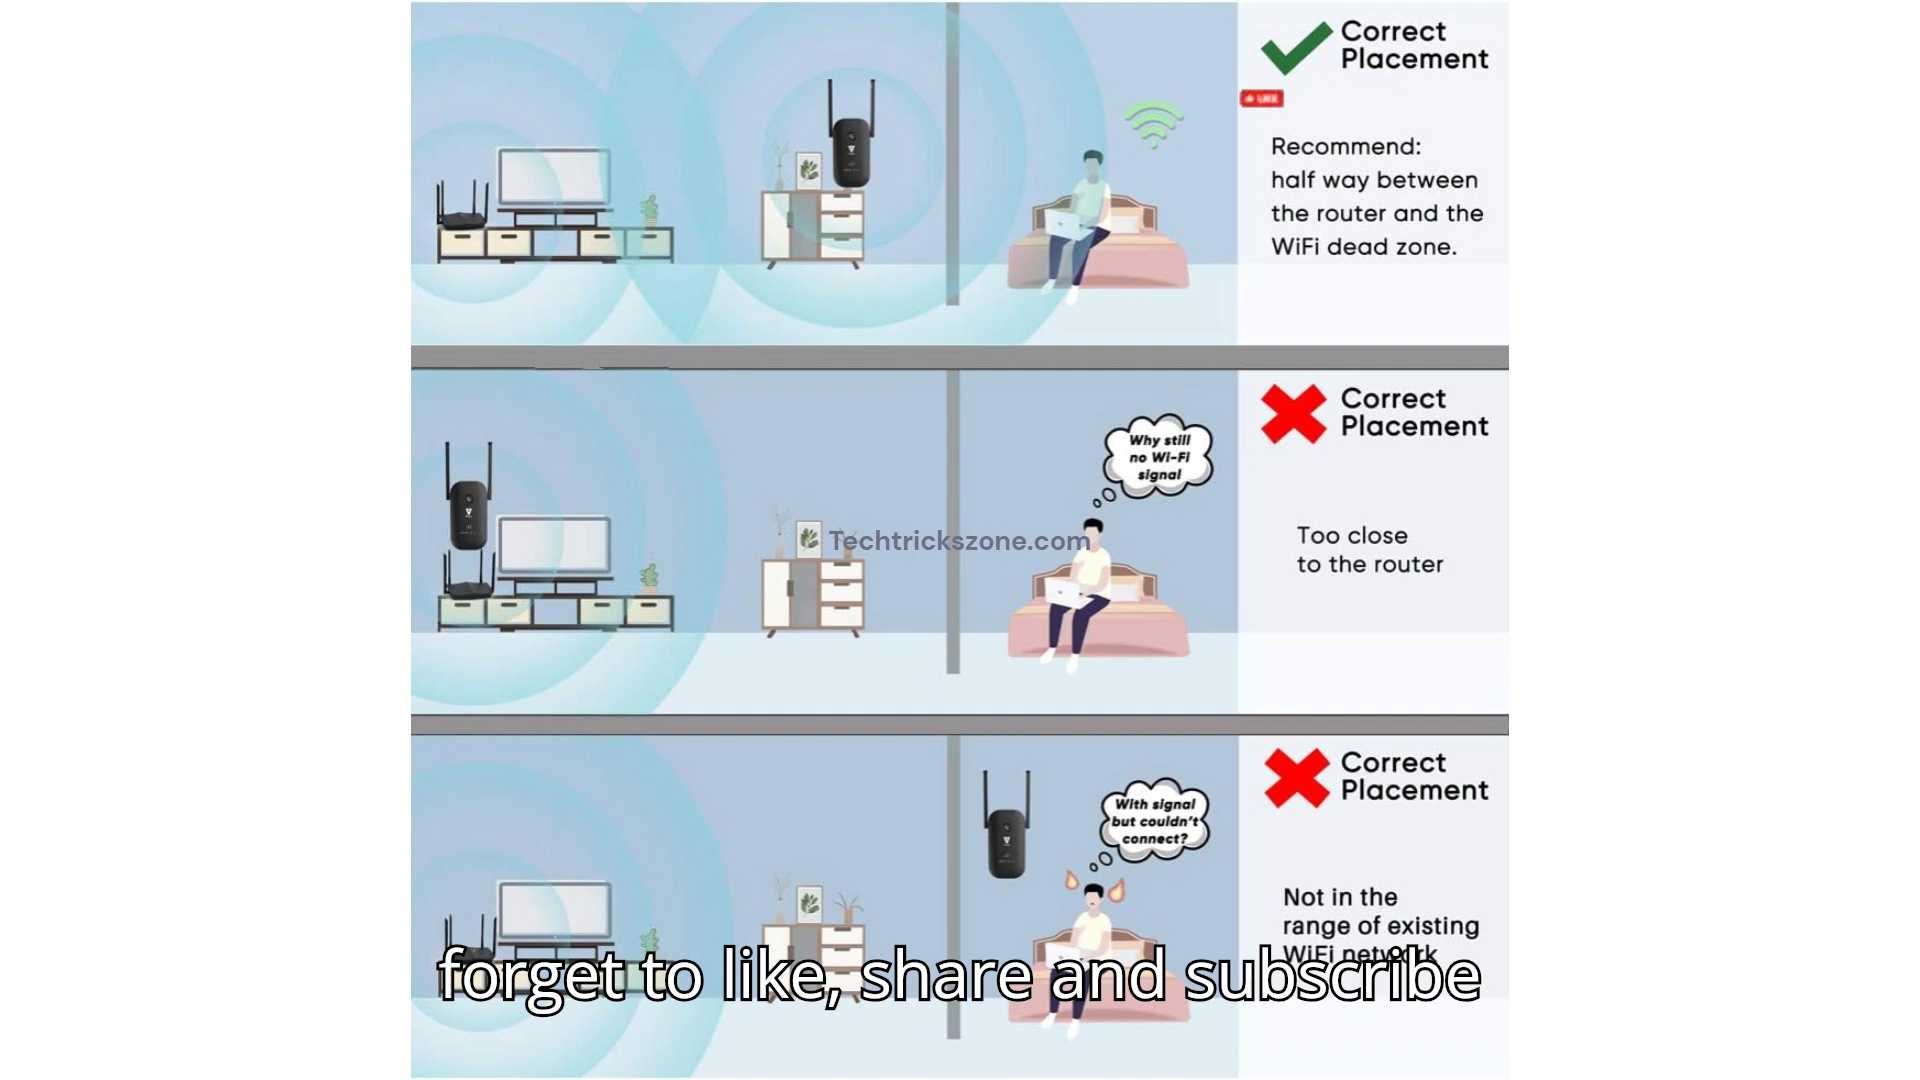 Correct
Placement
LIKE
Recommend:
half way between
the router and the
WiFi dead zone.
Correct
Placement
Why still
no Wi-Fi
signal
Too close
to the router
Techtrickszone.com
Correct
Placement
With signal
but couldn't
connect?
Not in the
range of existing
WiFi network
forget to like, share and subscribe